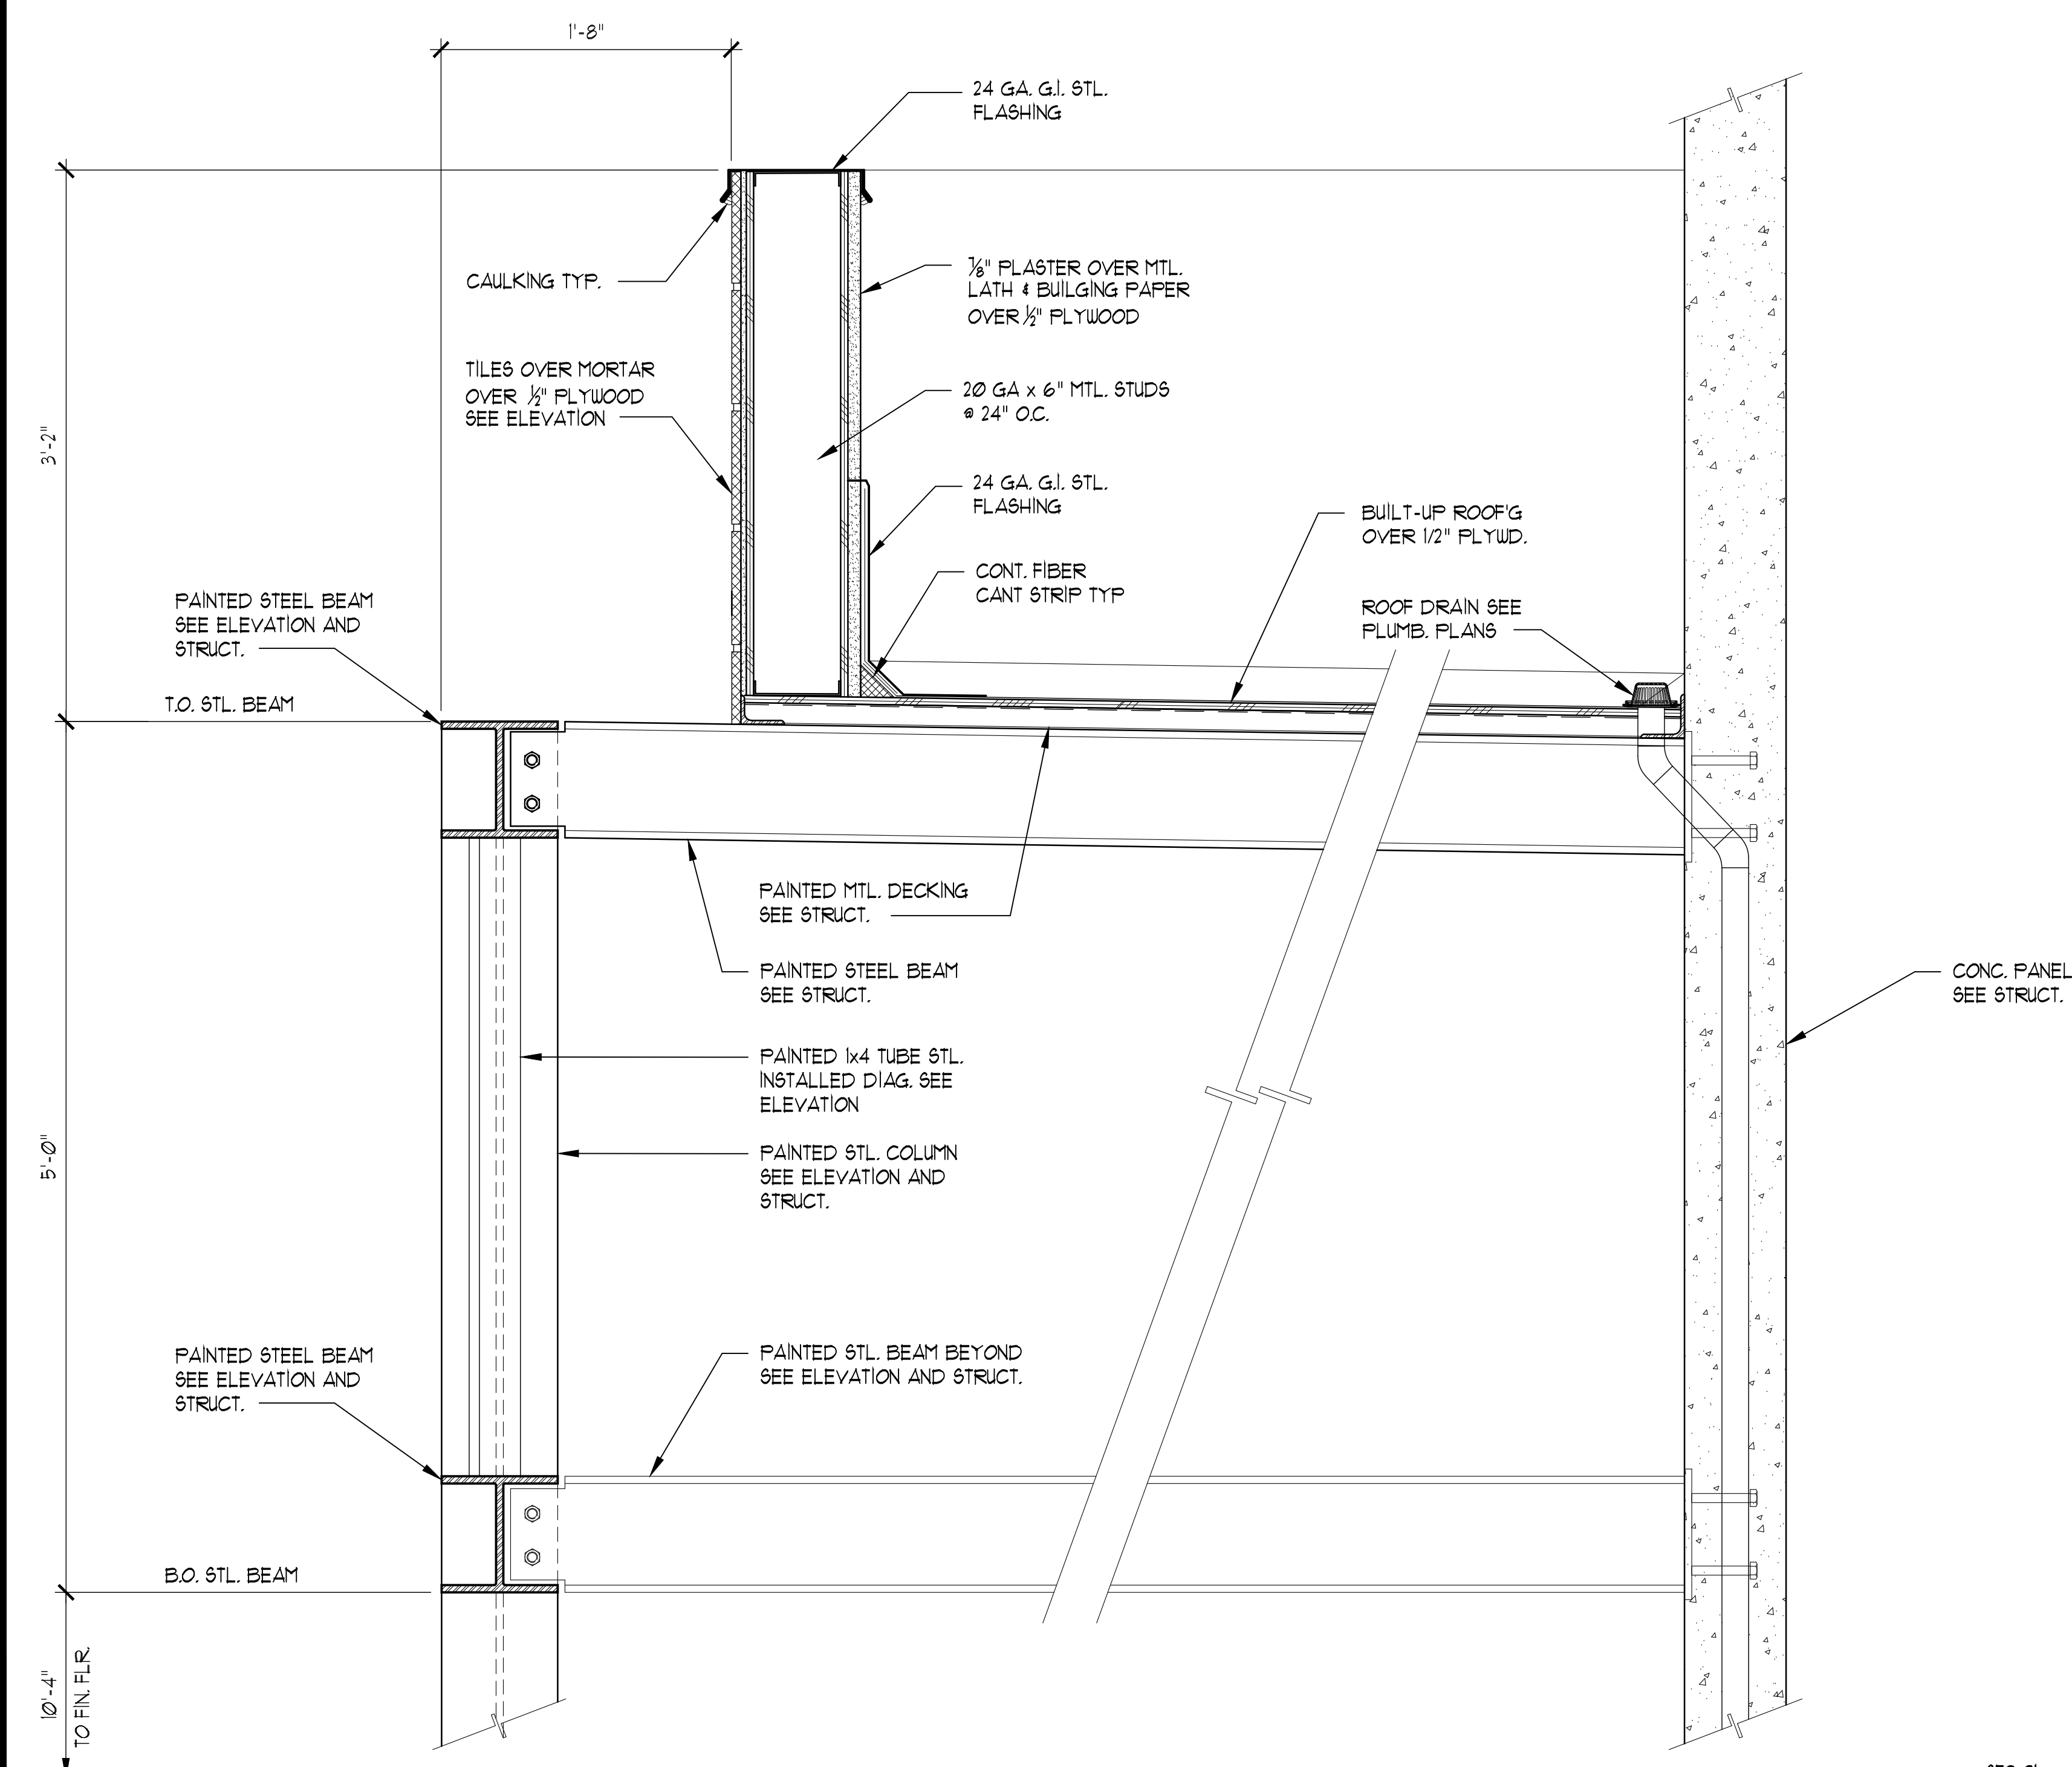 1'-8"
24 GA. G.I. STL.
FLASHING
CAULKING TYP.
7/8" PLASTER OVER MTL.
LATH & BUILGING PAPER
OVER 1/2" PLYWOOD
TILES OVER MORTAR
OVER 1/2" PLYWOOD
SEE ELEVATION
20 GA x 6" MTL. STUDS
@ 24" O.C.
3'-2"
24 GA. G.I. STL.
FLASHING
BUILT-UP ROOF'G
OVER 1/2" PLYWD.
CONT. FIBER
CANT STRIP TYP
ROOF DRAIN SEE
PLUMB. PLANS
PAINTED STEEL BEAM
SEE ELEVATION AND
STRUCT.
T.O. STL. BEAM
PAINTED MTL. DECKING
SEE STRUCT.
PAINTED STEEL BEAM
SEE STRUCT.
CONC. PANEL
SEE STRUCT.
PAINTED 1x4 TUBE STL.
INSTALLED DIAG. SEE
ELEVATION
5'-0"
PAINTED STL. COLUMN
SEE ELEVATION AND
STRUCT.
PAINTED STEEL BEAM
SEE ELEVATION AND
STRUCT.
PAINTED STL. BEAM BEYOND
SEE ELEVATION AND STRUCT.
B.O. STL. BEAM
10'-4"
TO FIN. FLR.